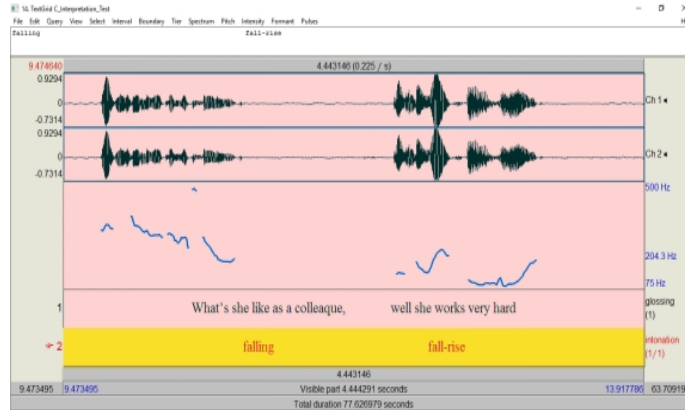 14. TextGrid C_Interpretation_Test
File Edit Query View Select Interval Boundary Tier Spectrum Pitch Intensity Formant Pulses
falling fall-rise
9.474640 4.443146 (0.225 / s)
0.9294
0 Ch 1
-0.7314
0.9294
0 Ch 2
-0.7314
500 Hz
204.3 Hz
75 Hz
1 What's she like as a colleaque, well she works very hard glossing (1)
2 falling fall-rise intonation (1/1)
4.443146
9.473495 9.473495 Visible part 4.444291 seconds 13.917786 63.70919
Total duration 77.626979 seconds